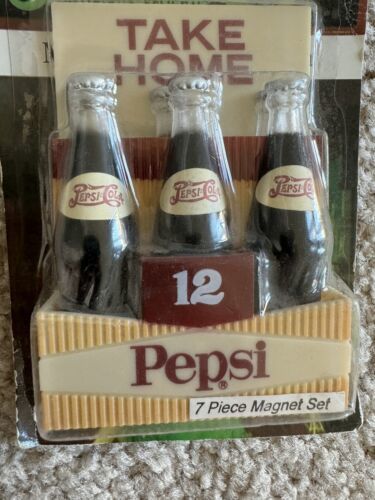 TAKE
HOME
PEPSI-COLA
PEPSI-COLA
PEPSI-COLA
12
Pepsi®
7 Piece Magnet Set